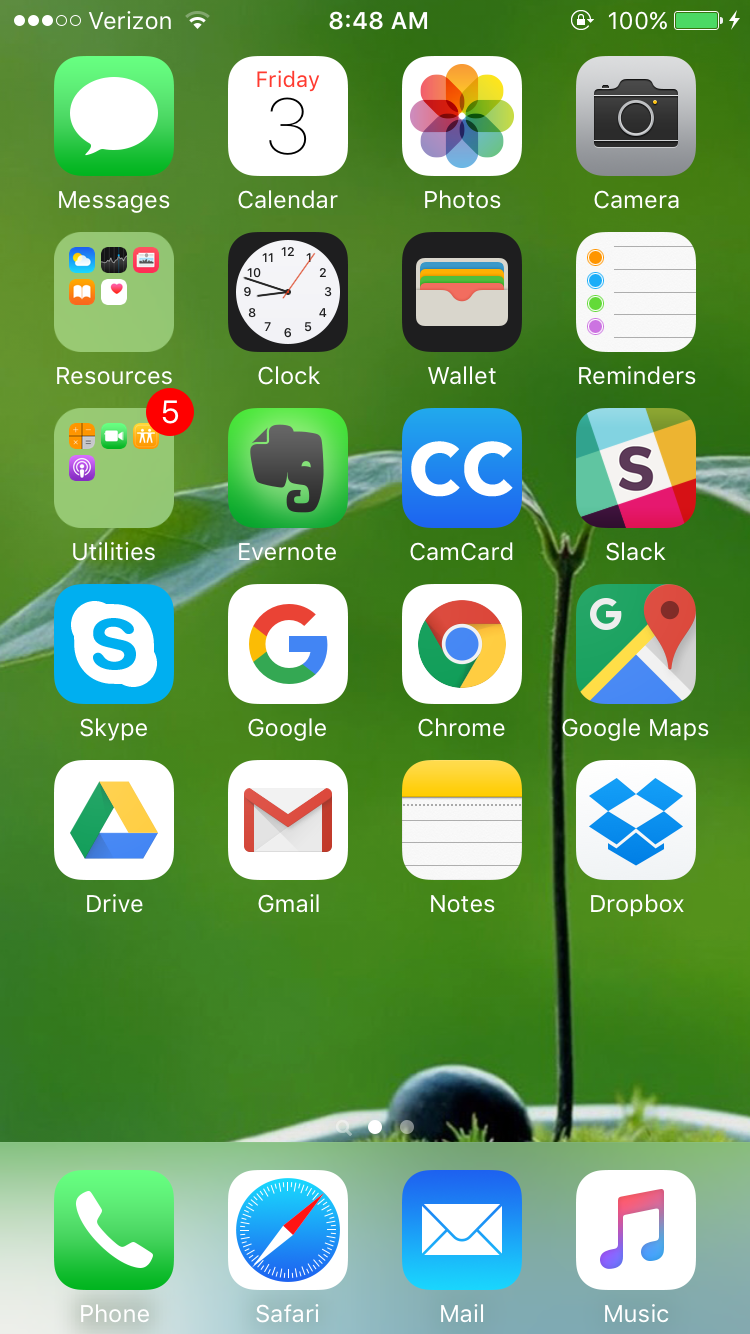 Verizon 8:48 AM 100%
Friday
3
Messages Calendar Photos Camera
12 1 2 3 4 5 6 7 8 9 10 11
Resources Clock Wallet Reminders
5
CC S
Utilities Evernote CamCard Slack
S G G
Skype Google Chrome Google Maps
Drive Gmail Notes Dropbox
Phone Safari Mail Music